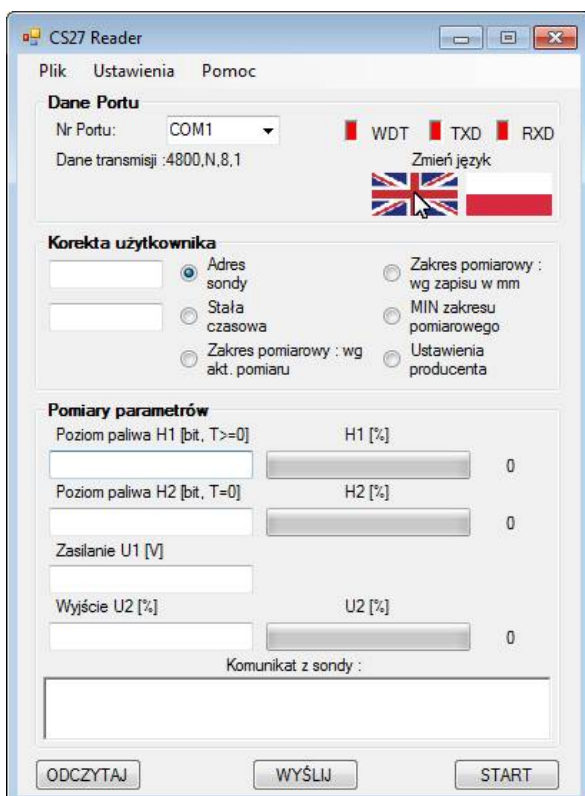 CS27 Reader
Plik Ustawienia Pomoc
Dane Portu
Nr Portu: COM1 WDT TXD RXD
Dane transmisji :4800,N,8,1 Zmień język
Korekta użytkownika
Adres sondy
Zakres pomiarowy : wg zapisu w mm
Stała czasowa
MIN zakresu pomiarowego
Zakres pomiarowy : wg akt. pomiaru
Ustawienia producenta
Pomiary parametrów
Poziom paliwa H1 [bit, T>=0] H1 [%]
0
Poziom paliwa H2 [bit, T=0] H2 [%]
0
Zasilanie U1 [V]
Wyjście U2 [%] U2 [%]
0
Komunikat z sondy :
ODCZYTAJ WYŚLIJ START